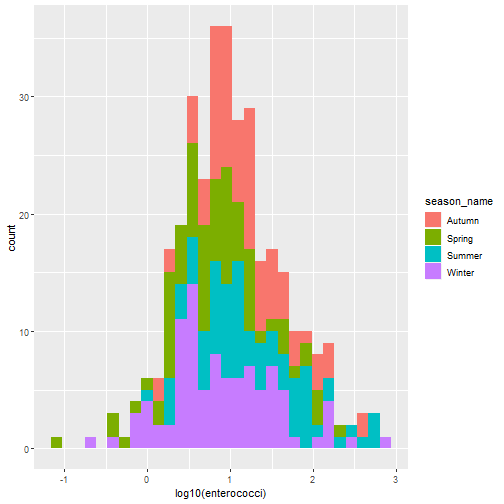 30
20
10
0
count
-1 0 1 2 3
log10(enterococci)
season_name
Autumn
Spring
Summer
Winter